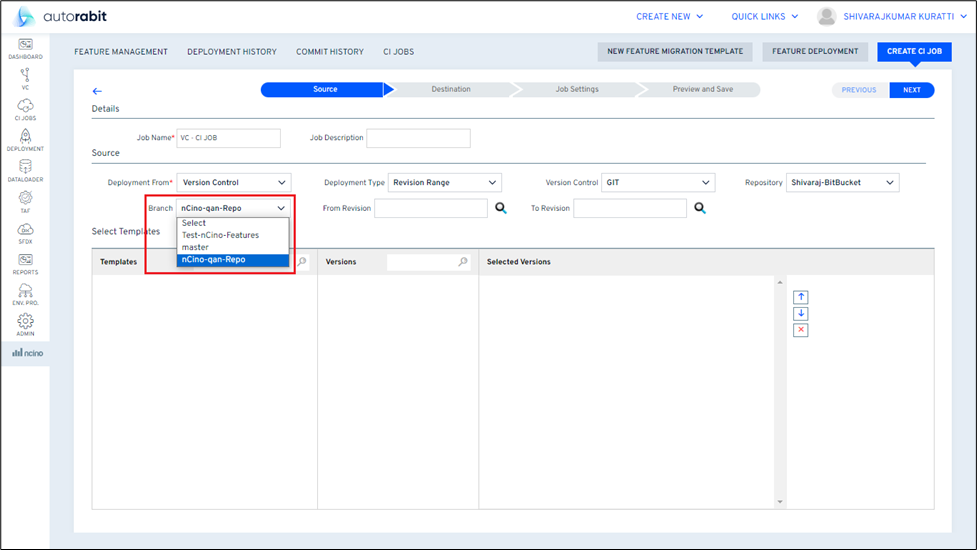 autorabit
CREATE NEW
QUICK LINKS
SHIVARAJKUMAR KURATTI
DASHBOARD
VC
CI JOBS
DEPLOYMENT
DATALOADER
TAF
SFDX
REPORTS
ENV. PRO.
ADMIN
ncino
FEATURE MANAGEMENT
DEPLOYMENT HISTORY
COMMIT HISTORY
CI JOBS
NEW FEATURE MIGRATION TEMPLATE
FEATURE DEPLOYMENT
CREATE CI JOB
Source
Destination
Job Settings
Preview and Save
PREVIOUS
NEXT
Details
Job Name* VC - CI JOB
Job Description
Source
Deployment From* Version Control
Deployment Type Revision Range
Version Control GIT
Repository Shivaraj-BitBucket
Branch nCino-qan-Repo
From Revision
To Revision
Select
Test-nCino-Features
master
nCino-qan-Repo
Select Templates
Templates
Versions
Selected Versions